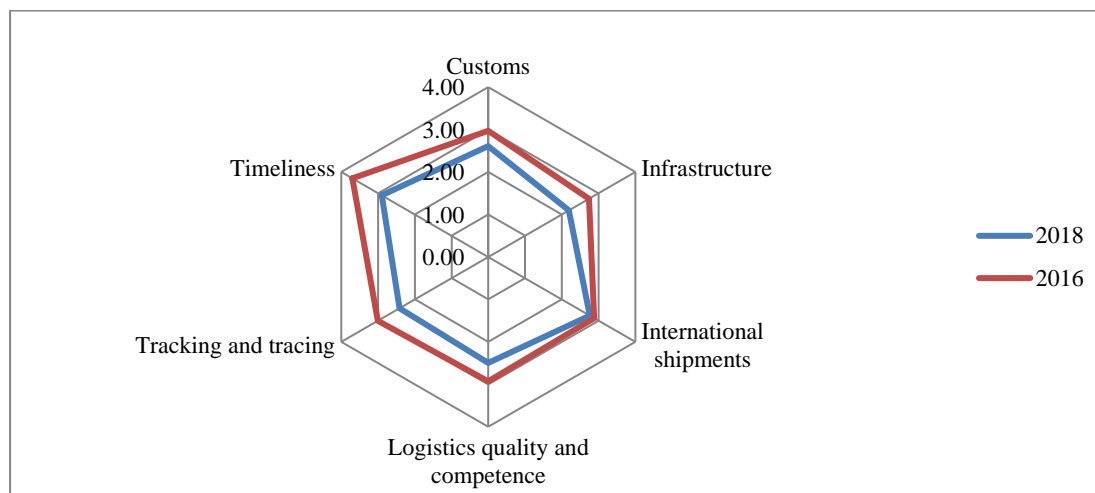 Customs
4.00
3.00
2.00
1.00
0.00
Timeliness
Infrastructure
2018
2016
Tracking and tracing
International
shipments
Logistics quality and
competence